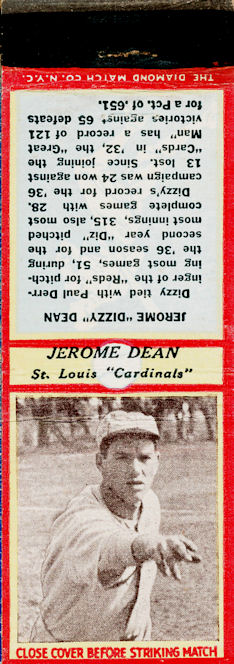 THE DIAMOND MATCH CO. N.Y.C.
JEROME "DIZZY" DEAN
Dizzy tied with Paul Derr-
inger of the "Reds" for pitch-
ing most games, 51, during
the '36 season and for the
second year "Diz" pitched
most innings, 315, also most
complete games with 28.
Dizzy's record for the '36
campaign was 24 won against
13 lost. Since joining the
"Cards" in '32, the "Great
Man" has a record of 121
victories against 65 defeats
for a Pct. of .651.
JEROME DEAN
St. Louis "Cardinals"
CLOSE COVER BEFORE STRIKING MATCH